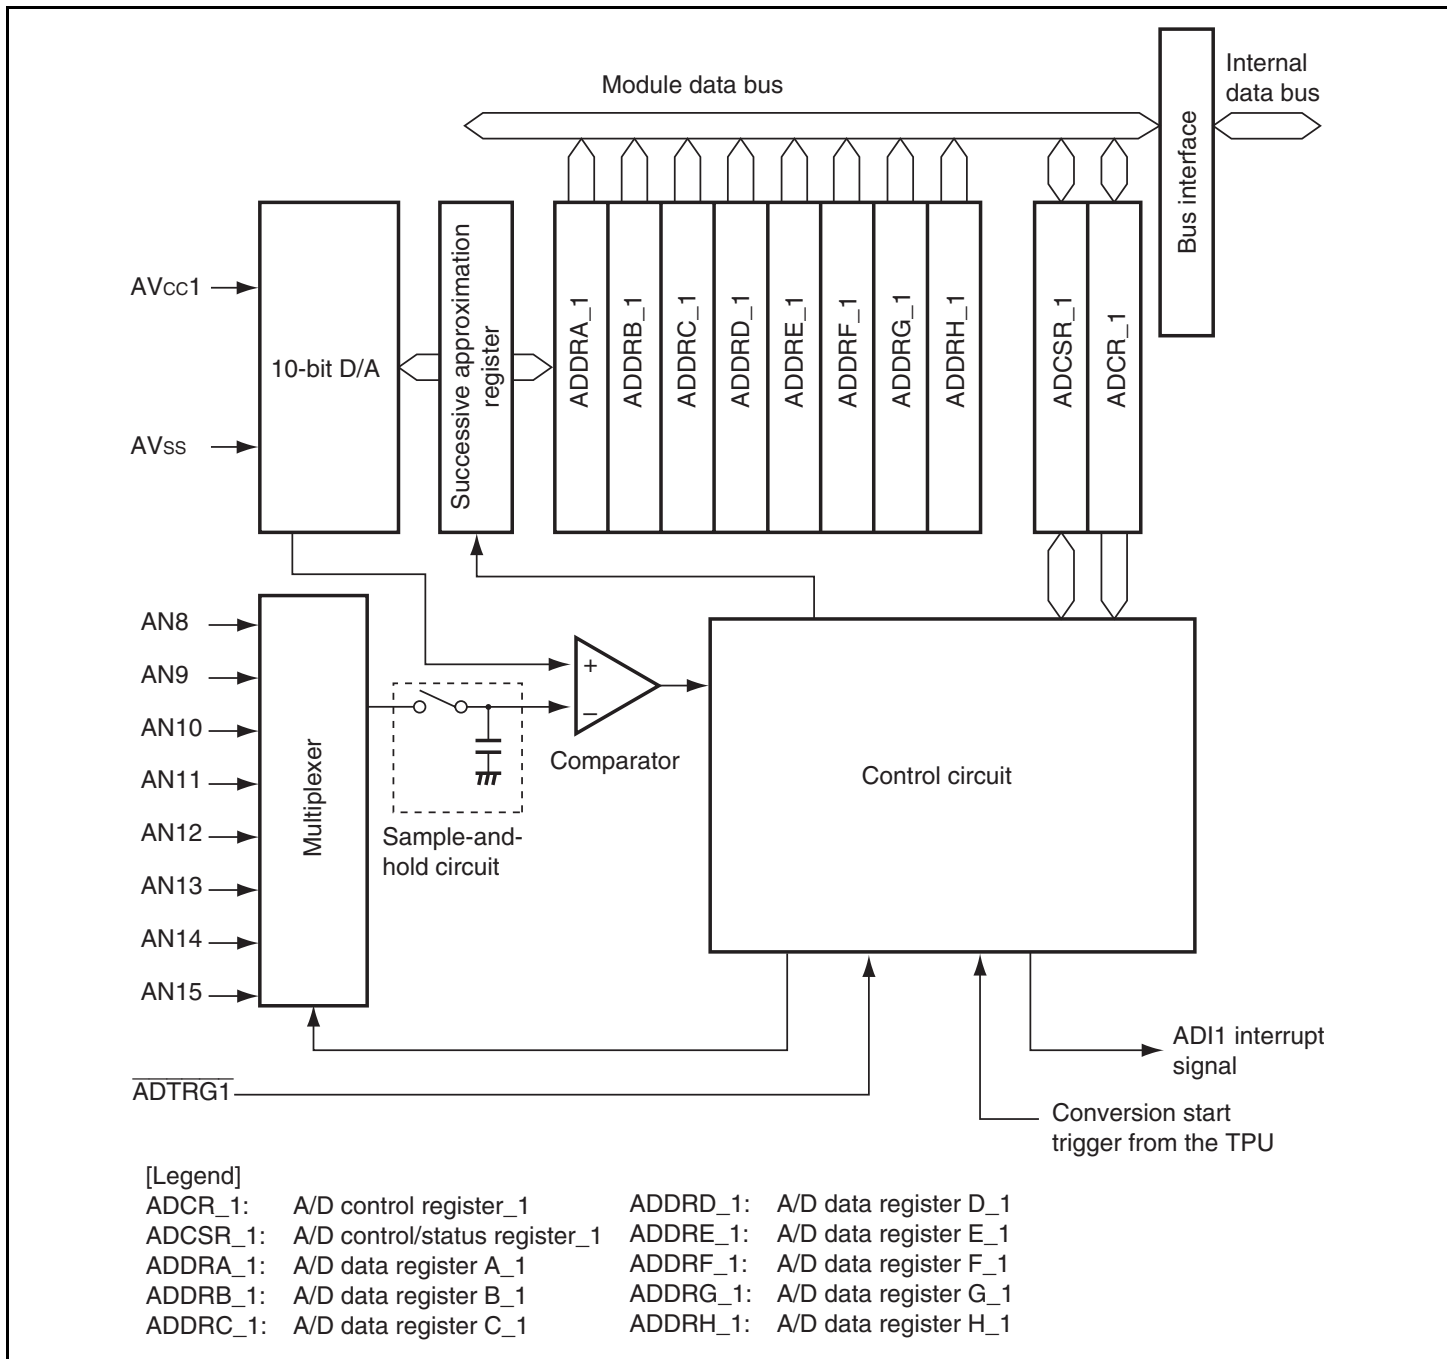 Module data bus
Internal
data bus
Bus interface
AVCC1
AVSS
10-bit D/A
Successive approximation
register
ADDRA_1
ADDRB_1
ADDRC_1
ADDRD_1
ADDRE_1
ADDRF_1
ADDRG_1
ADDRH_1
ADCSR_1
ADCR_1
AN8
AN9
AN10
AN11
AN12
AN13
AN14
AN15
Multiplexer
+
–
Comparator
Sample-and-
hold circuit
Control circuit
ADI1 interrupt
signal
ADTRG1
Conversion start
trigger from the TPU
[Legend]
ADCR_1: A/D control register_1
ADCSR_1: A/D control/status register_1
ADDRA_1: A/D data register A_1
ADDRB_1: A/D data register B_1
ADDRC_1: A/D data register C_1
ADDRD_1: A/D data register D_1
ADDRE_1: A/D data register E_1
ADDRF_1: A/D data register F_1
ADDRG_1: A/D data register G_1
ADDRH_1: A/D data register H_1